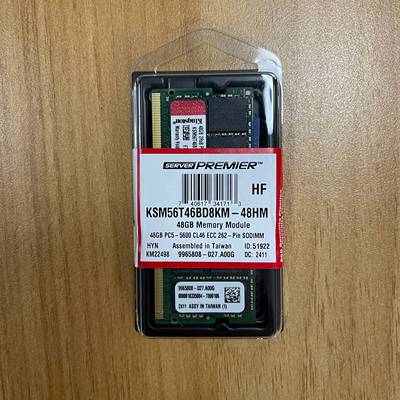 Kingston
SERVER PREMIER™
7 40617 34171 3
HF
KSM56T46BD8KM-48HM
48GB Memory Module
48GB PC5-5600 CL46 ECC 262-Pin SODIMM
HYN Assembled in Taiwan ID: 51922
KM22498 9965808-027.A00G DC: 2411
9965808-027.A00G
2411 ASSY IN TAIWAN (1)